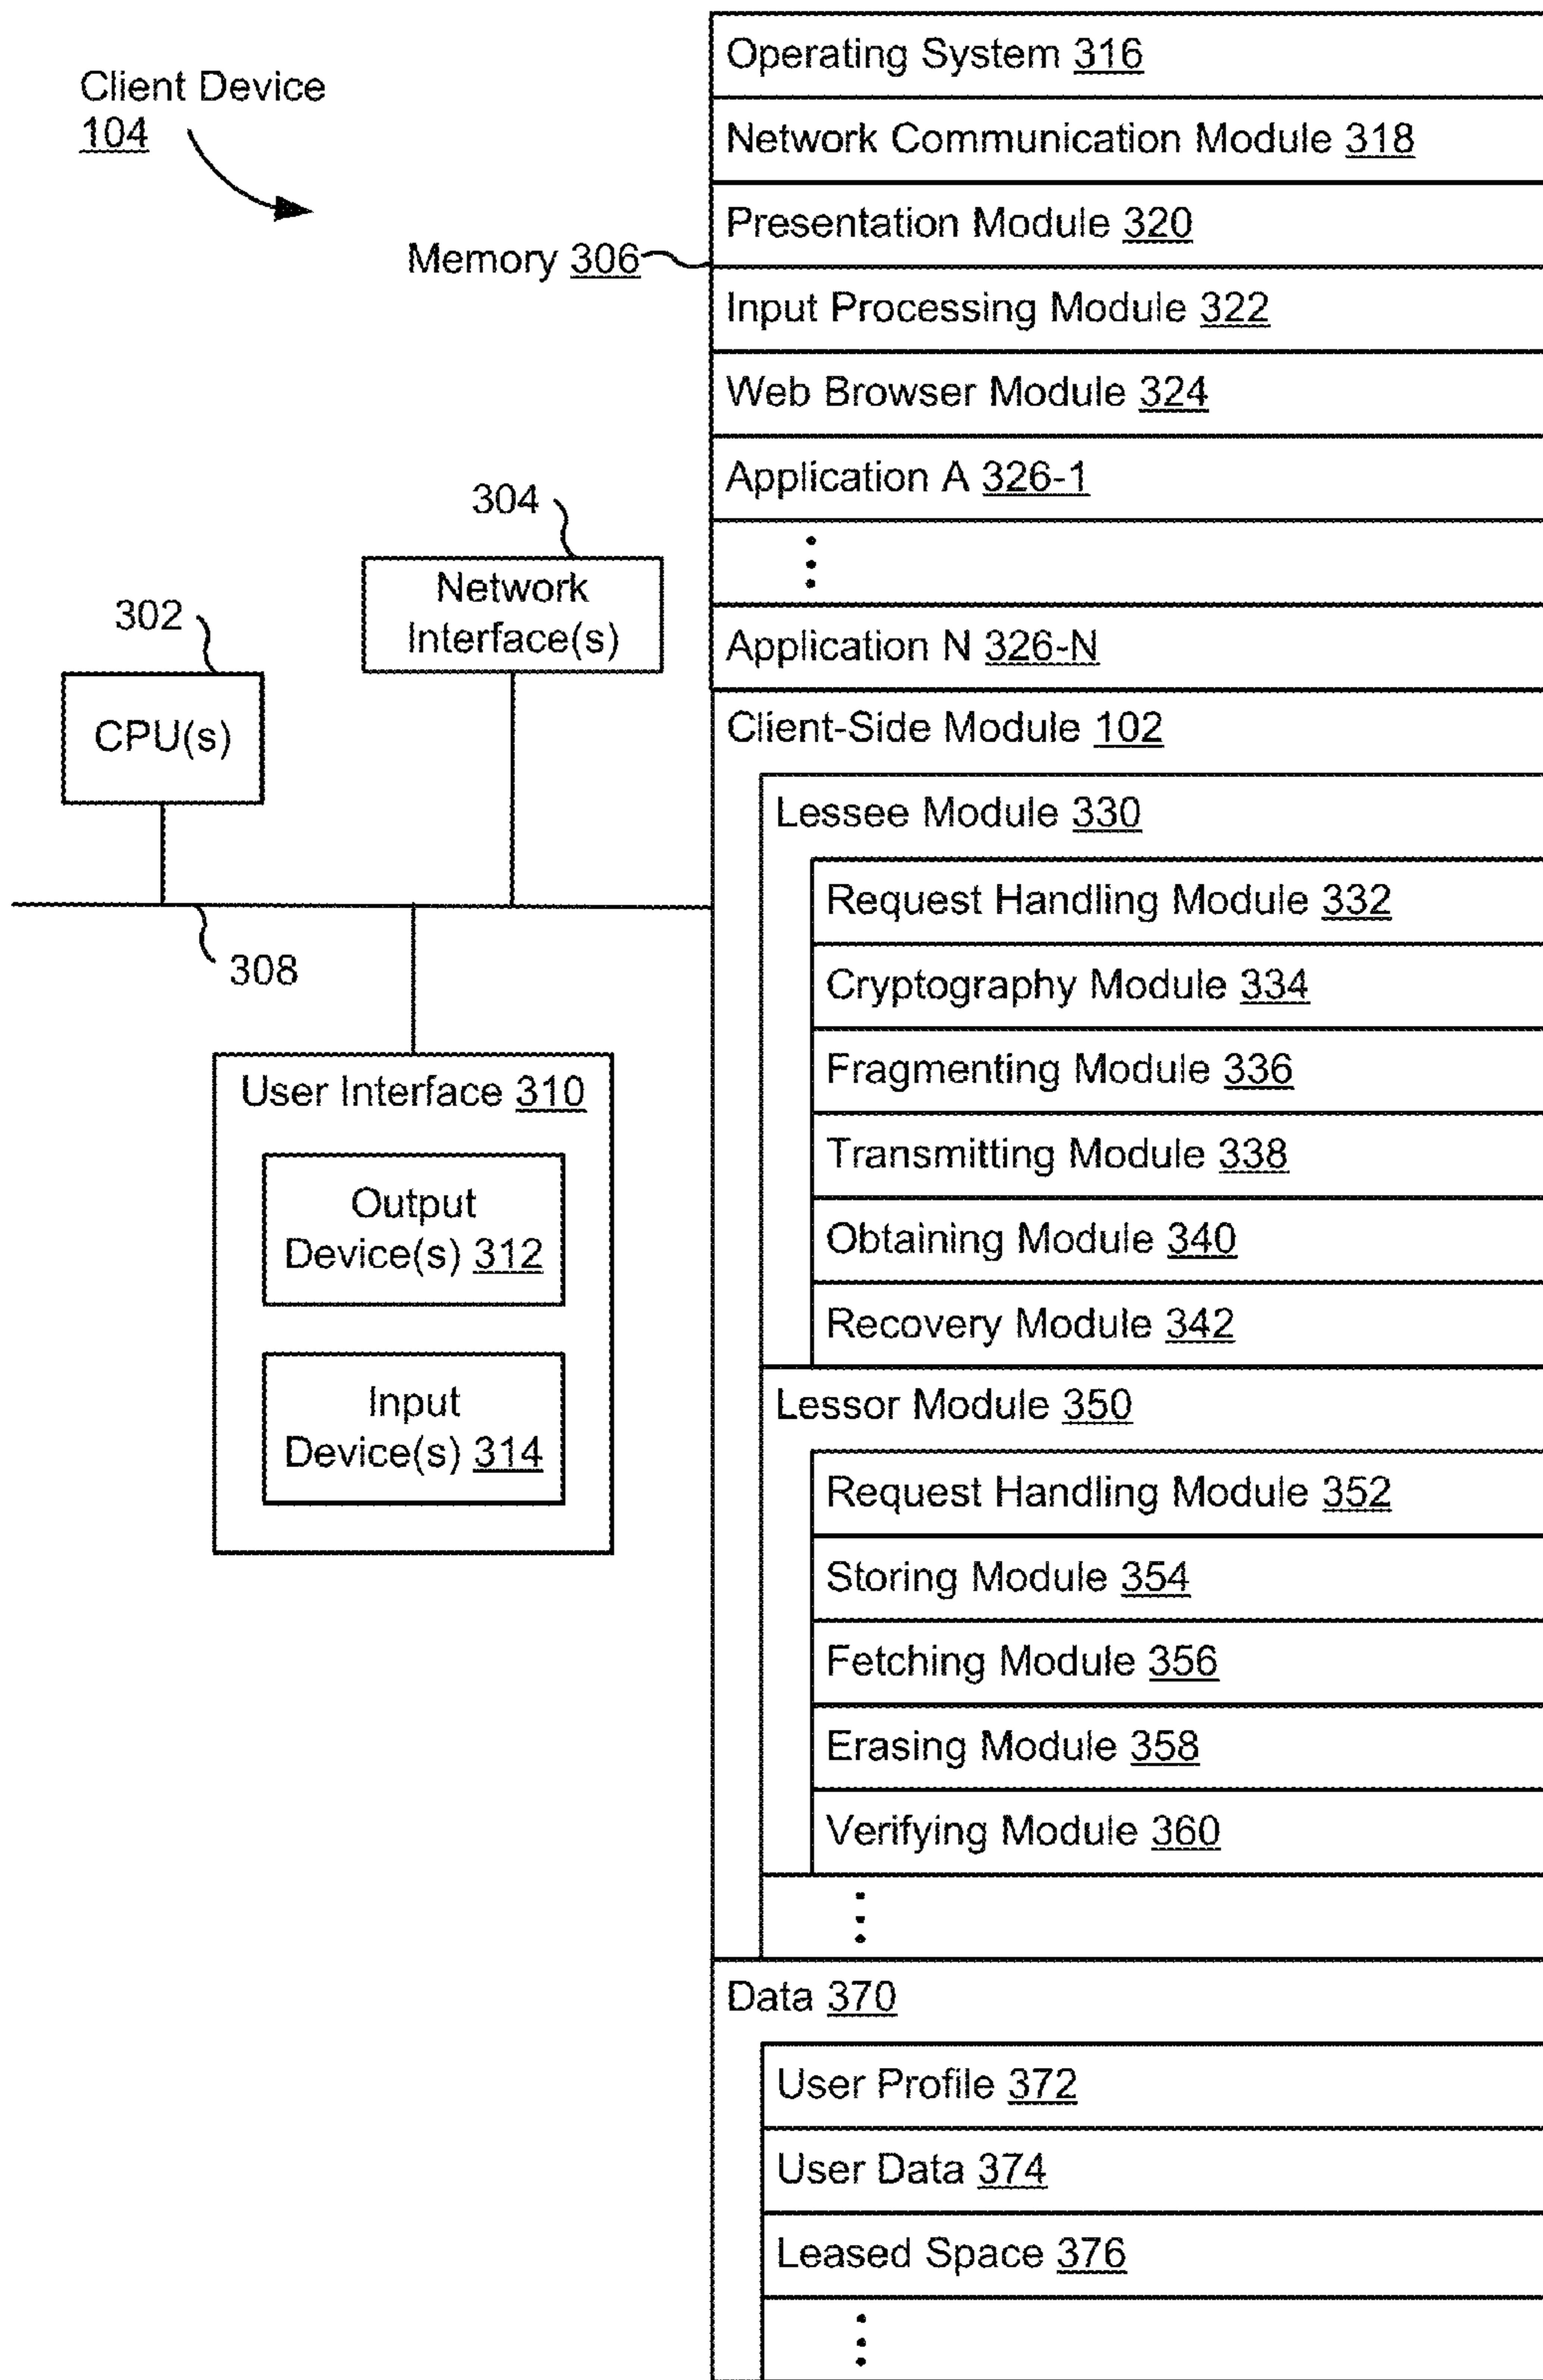 Client Device
104
Memory 306
304
Network
Interface(s)
302
CPU(s)
308
User Interface 310
Output
Device(s) 312
Input
Device(s) 314
Operating System 316
Network Communication Module 318
Presentation Module 320
Input Processing Module 322
Web Browser Module 324
Application A 326-1
Application N 326-N
Client-Side Module 102
Lessee Module 330
Request Handling Module 332
Cryptography Module 334
Fragmenting Module 336
Transmitting Module 338
Obtaining Module 340
Recovery Module 342
Lessor Module 350
Request Handling Module 352
Storing Module 354
Fetching Module 356
Erasing Module 358
Verifying Module 360
Data 370
User Profile 372
User Data 374
Leased Space 376